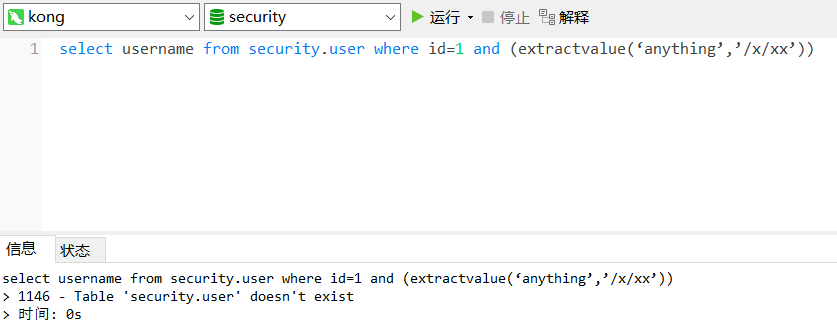 kong security 运行 停止 解释
1 select username from security.user where id=1 and (extractvalue(‘anything’,’/x/xx’))
信息 状态
select username from security.user where id=1 and (extractvalue(‘anything’,’/x/xx’))
> 1146 - Table 'security.user' doesn't exist
> 时间: 0s